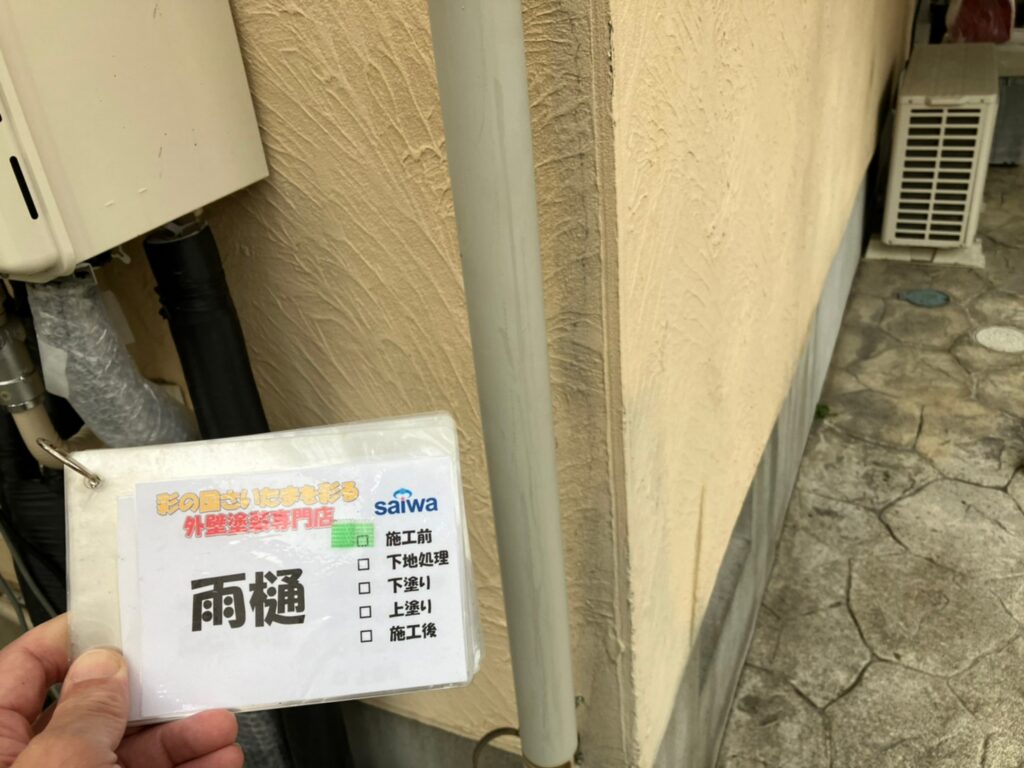 彩の国さいたまを彩る
外壁塗装専門店
saiwa
雨樋
□ 施工前
□ 下地処理
□ 下塗り
□ 上塗り
□ 施工後